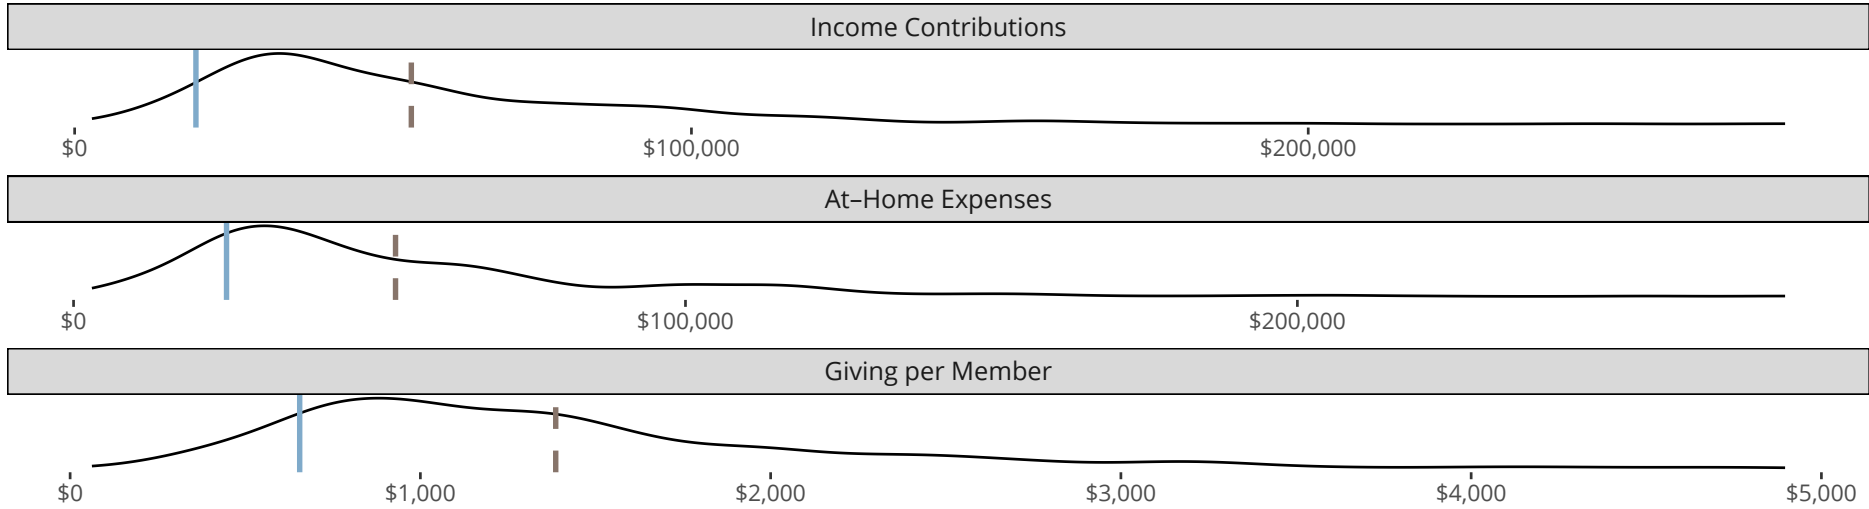 Income Contributions
$0 $100,000 $200,000
At–Home Expenses
$0 $100,000 $200,000
Giving per Member
$0 $1,000 $2,000 $3,000 $4,000 $5,000